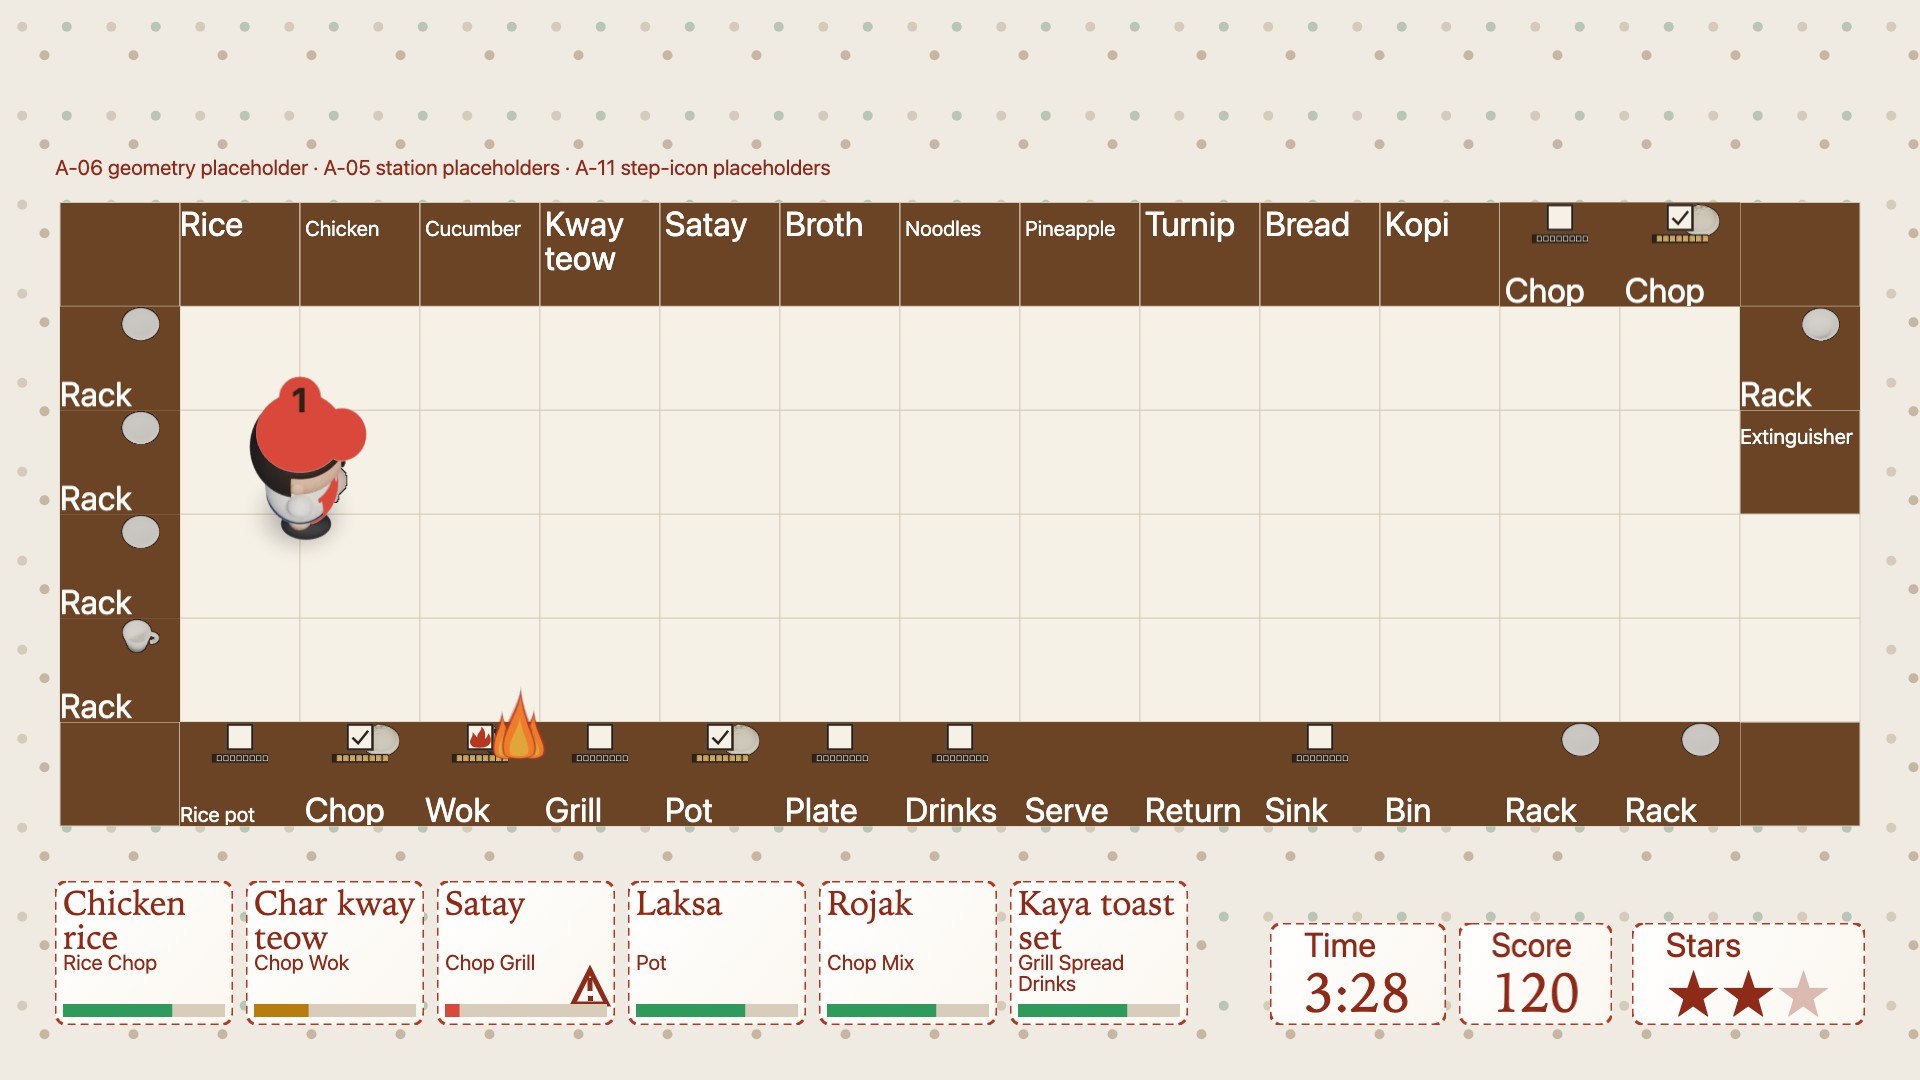 A-06 geometry placeholder · A-05 station placeholders · A-11 step-icon placeholders
Rice
Chicken
Cucumber
Kway
teow
Satay
Broth
Noodles
Pineapple
Turnip
Bread
Kopi
Chop
Chop
Rack
Rack
1
Extinguisher
Rack
Rack
Rack
Rice pot
Chop
Wok
Grill
Pot
Plate
Drinks
Serve
Return
Sink
Bin
Rack
Rack
Chicken
rice
Rice Chop
Char kway
teow
Chop Wok
Satay
Chop Grill
Laksa
Pot
Rojak
Chop Mix
Kaya toast
set
Grill Spread
Drinks
Time
3:28
Score
120
Stars